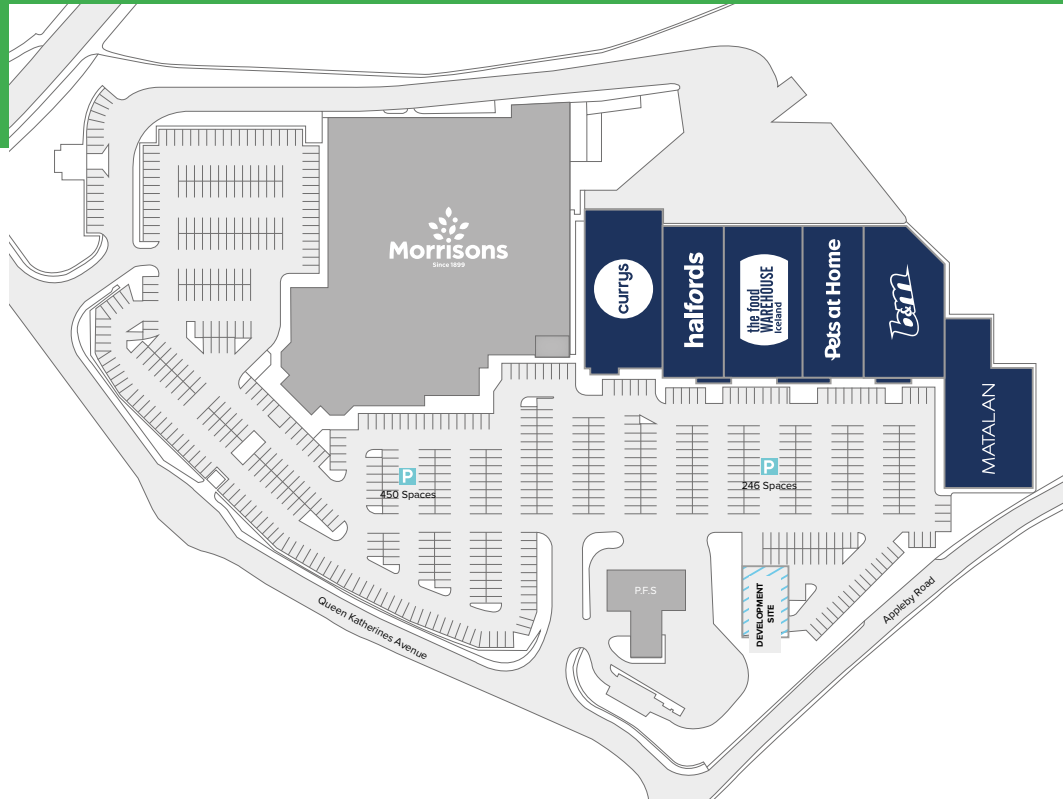 Morrisons
Since 1899
currys
halfords
the food
WAREHOUSE
Iceland
Pets at Home
b&m
MATALAN
P
450 Spaces
P
246 Spaces
P.F.S
DEVELOPMENT
SITE
Appleby Road
Queen Katherines Avenue